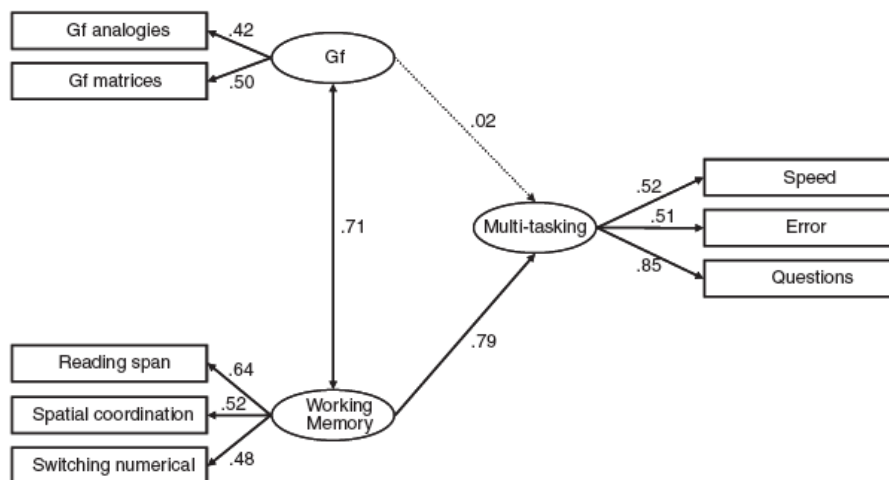 Gf analogies
.42
Gf
Gf matrices
.50
.02
Speed
.52
.71
Multi-tasking
.51
Error
.85
Questions
.79
Reading span
.64
Spatial coordination
.52
Working
Memory
Switching numerical
.48